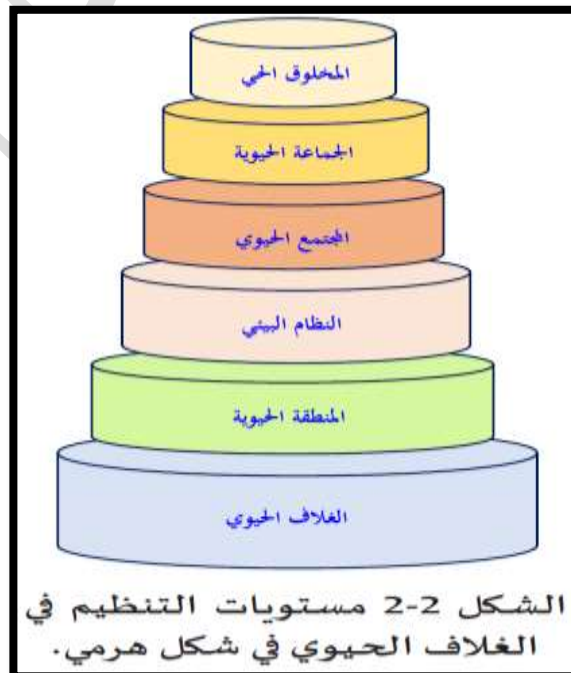 المخلوق الحي
الجماعة الحيوية
المجتمع الحيوي
النظام البيئي
المنطقة الحيوية
الغلاف الحيوي
الشكل 2-2 مستويات التنظيم في
الغلاف الحيوي في شكل هرمي.